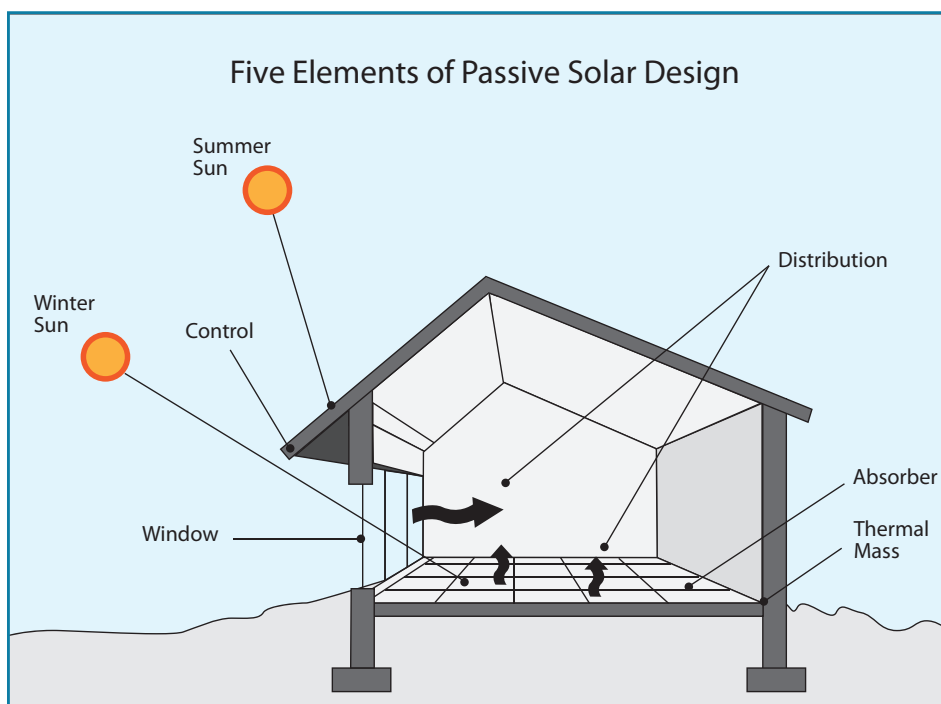 Five Elements of Passive Solar Design
Summer
Sun
Winter
Sun
Control
Distribution
Absorber
Window
Thermal
Mass